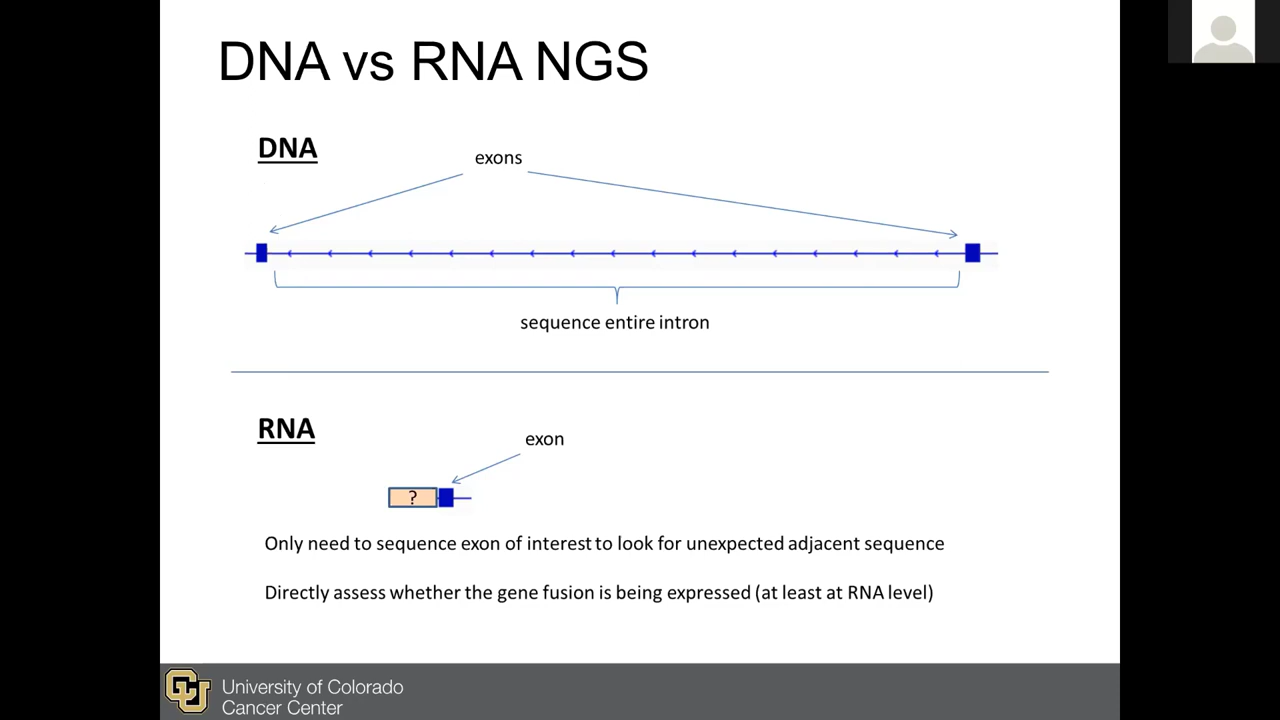 DNA vs RNA NGS
DNA
exons
sequence entire intron
RNA
exon
?
Only need to sequence exon of interest to look for unexpected adjacent sequence
Directly assess whether the gene fusion is being expressed (at least at RNA level)
CU
University of Colorado
Cancer Center